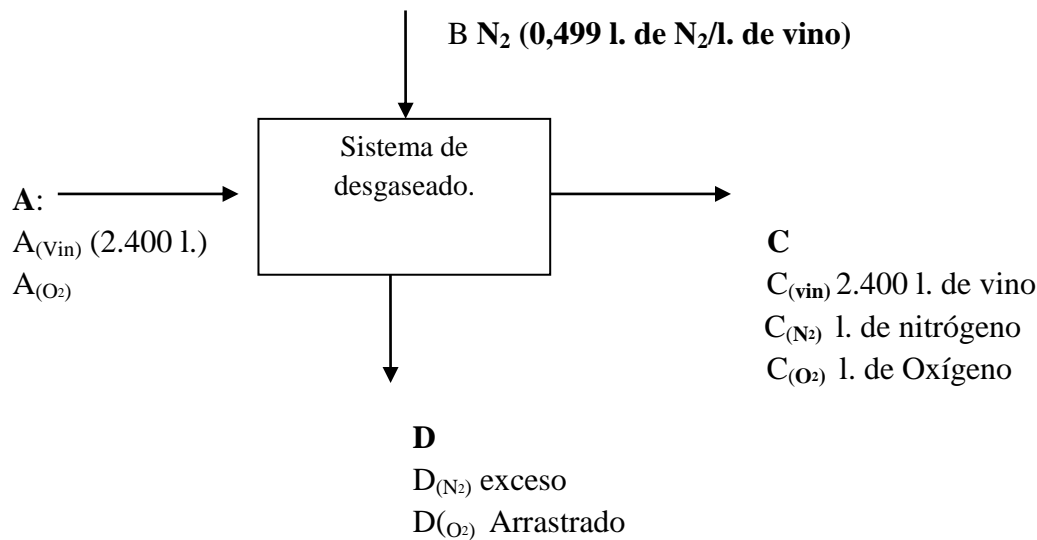 B N₂ (0,499 l. de N₂/l. de vino)
Sistema de
desgaseado.
A:
A(Vin) (2.400 l.)
A(O₂)
C
C(vin) 2.400 l. de vino
C(N₂) l. de nitrógeno
C(O₂) l. de Oxígeno
D
D(N₂) exceso
D(O₂) Arrastrado